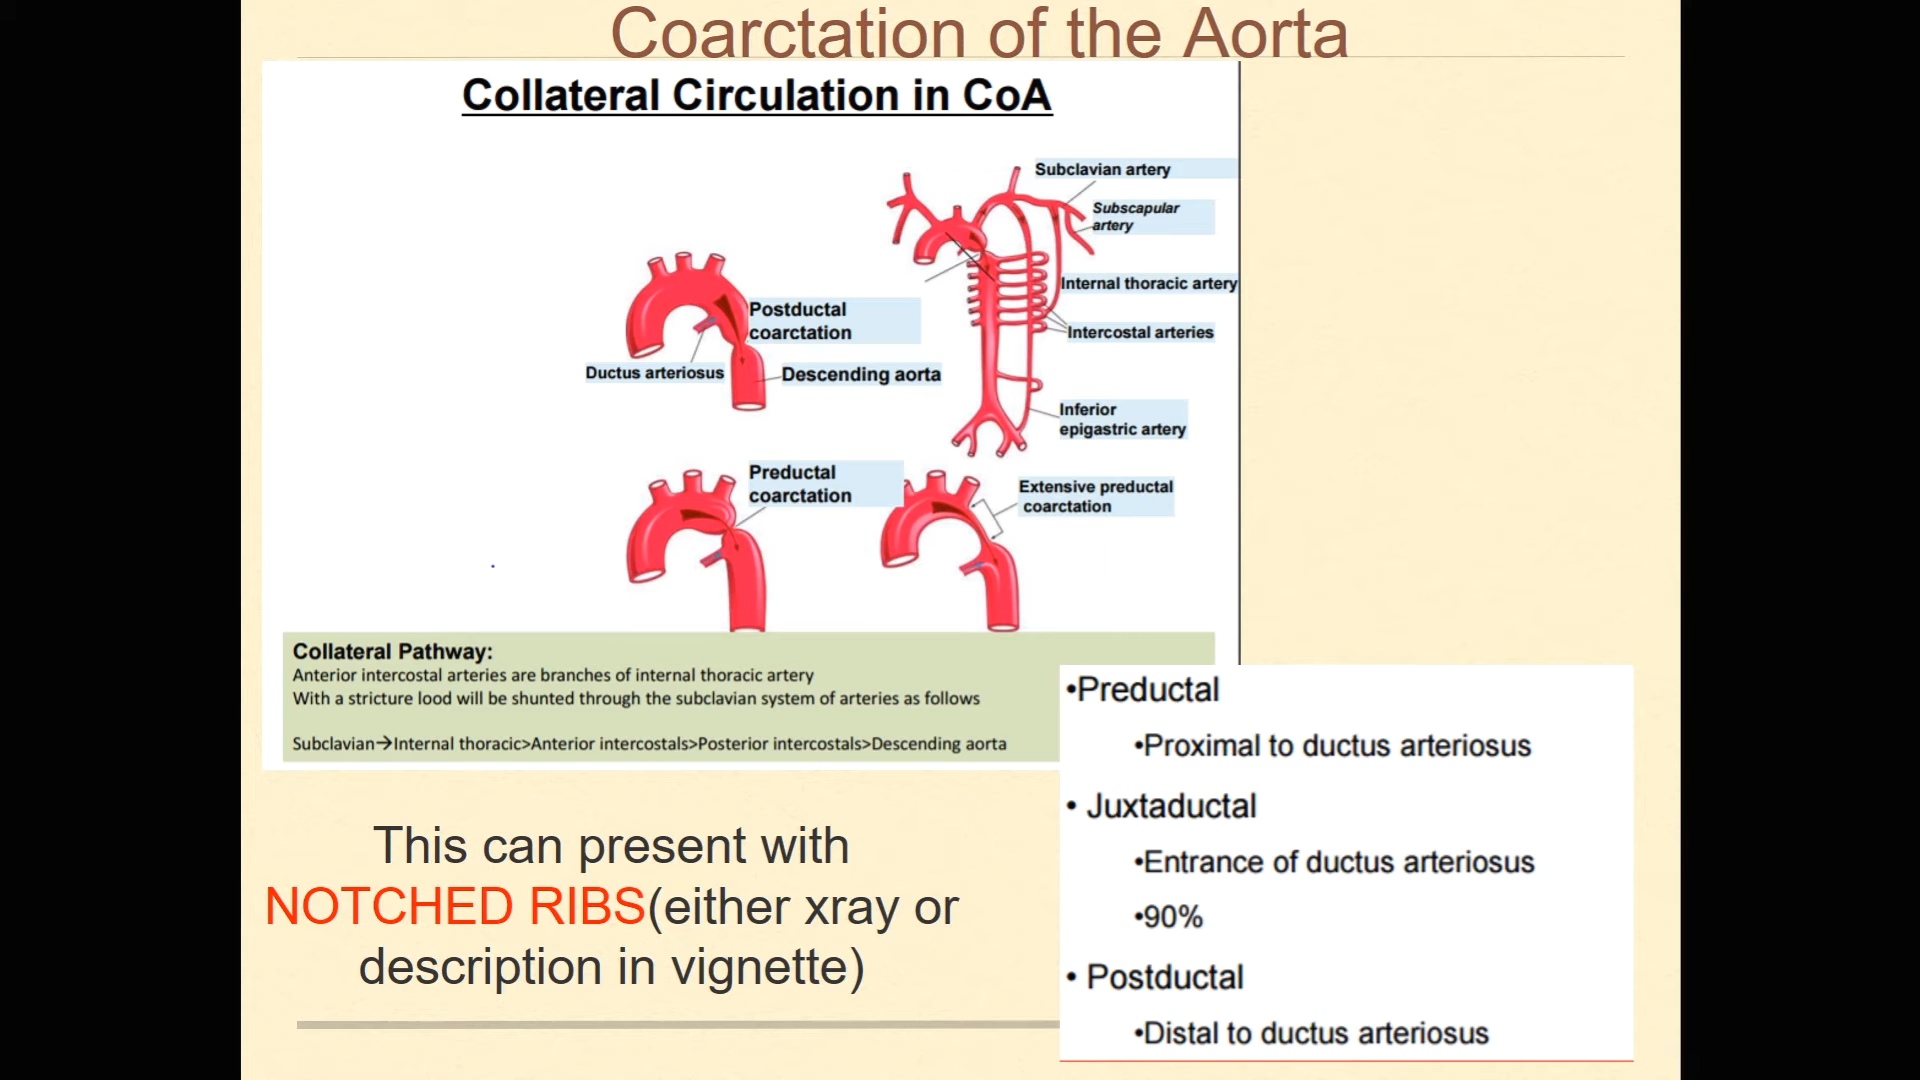 Coarctation of the Aorta
Collateral Circulation in CoA
Subclavian artery
Subscapular
artery
Internal thoracic artery
Intercostal arteries
Inferior
epigastric artery
Postductal
coarctation
Ductus arteriosus
Descending aorta
Preductal
coarctation
Extensive preductal
coarctation
Collateral Pathway:
Anterior intercostal arteries are branches of internal thoracic artery
With a stricture lood will be shunted through the subclavian system of arteries as follows
Subclavian→Internal thoracic>Anterior intercostals>Posterior intercostals>Descending aorta
This can present with
NOTCHED RIBS(either xray or
description in vignette)
•Preductal
•Proximal to ductus arteriosus
• Juxtaductal
•Entrance of ductus arteriosus
•90%
• Postductal
•Distal to ductus arteriosus